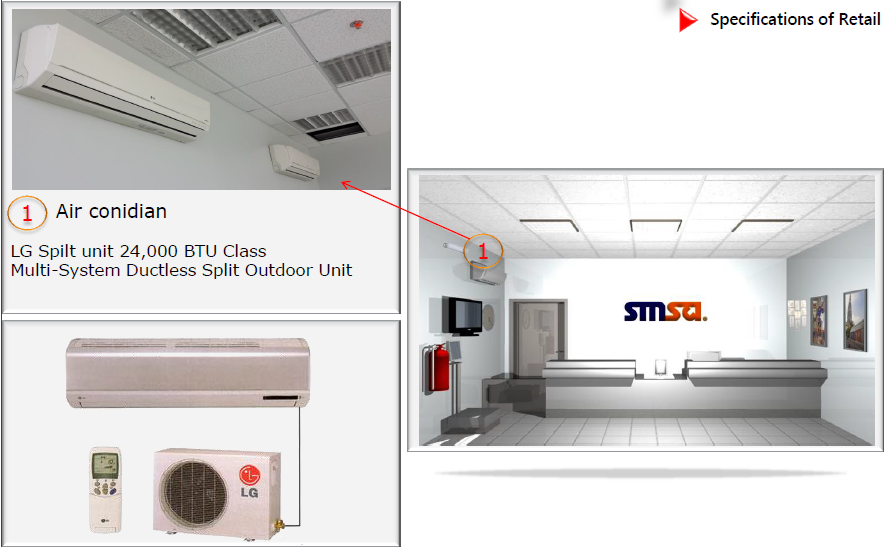 Specifications of Retail
1 Air conidian
LG Spilt unit 24,000 BTU Class
Multi-System Ductless Split Outdoor Unit
1
smsa.
LG